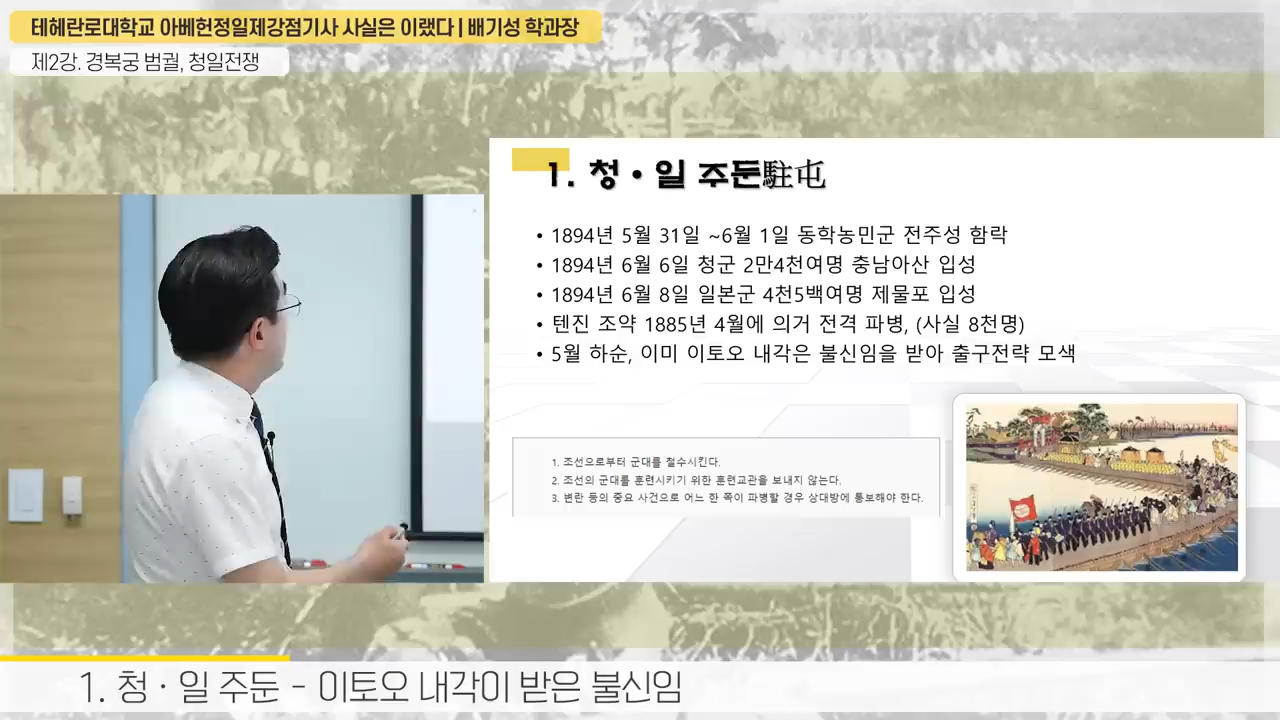 테헤란로대학교 아베헌정일제강점기사 사실은 이랬다 | 배기성 학과장
제2강. 경복궁 범궐, 청일전쟁
1. 청·일 주둔駐屯
• 1894년 5월 31일 ~6월 1일 동학농민군 전주성 함락
• 1894년 6월 6일 청군 2만4천여명 충남아산 입성
• 1894년 6월 8일 일본군 4천5백여명 제물포 입성
• 텐진 조약 1885년 4월에 의거 전격 파병, (사실 8천명)
• 5월 하순, 이미 이토오 내각은 불신임을 받아 출구전략 모색
1. 조선으로부터 군대를 철수시킨다.
2. 조선의 군대를 훈련시키기 위한 훈련교관을 보내지 않는다.
3. 변란 등의 중요 사건으로 어느 한 쪽이 파병할 경우 상대방에 통보해야 한다.
1. 청·일 주둔 - 이토오 내각이 받은 불신임